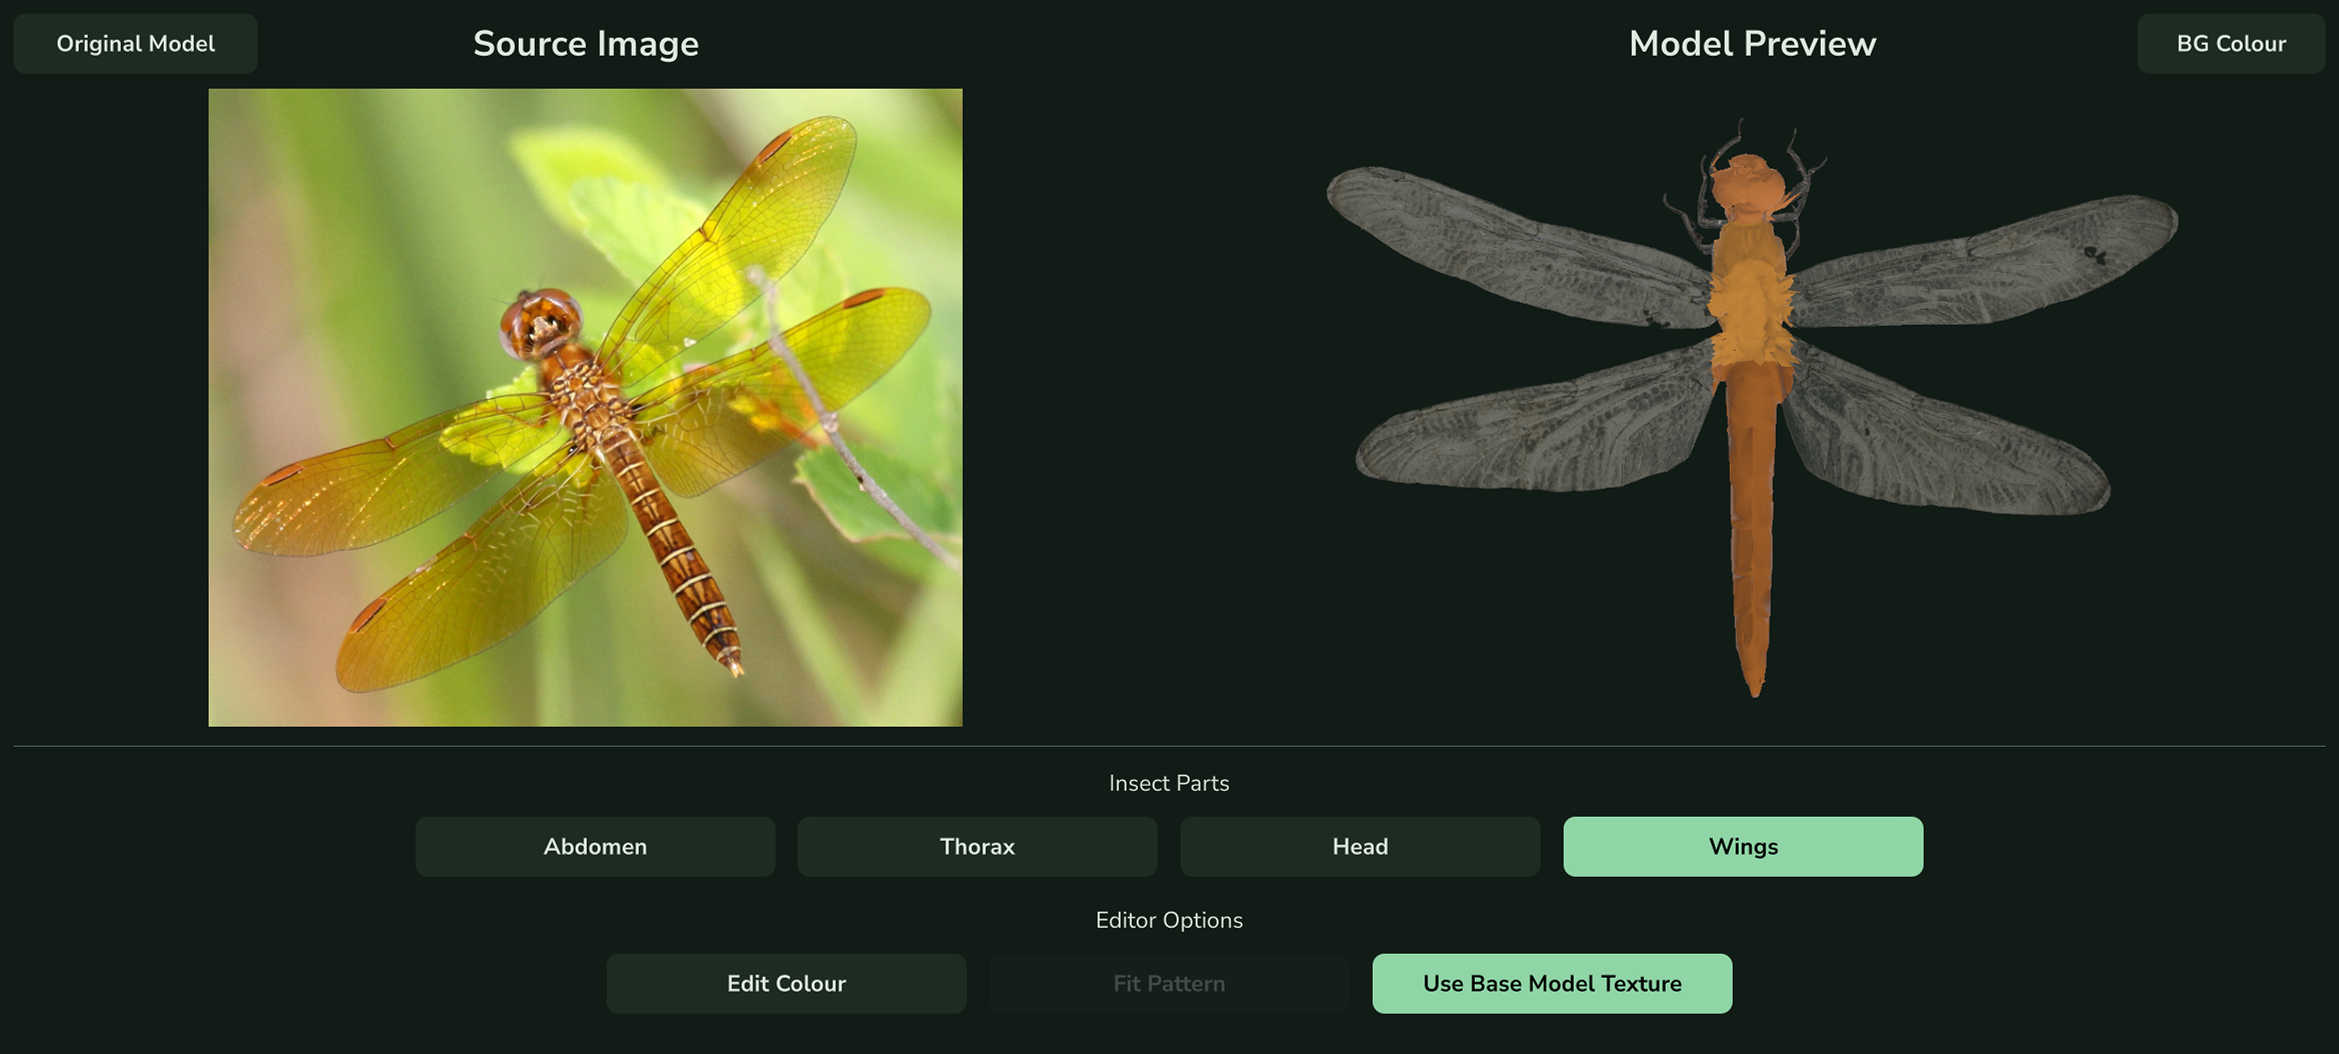 Original Model
Source Image
Model Preview
BG Colour
Insect Parts
Abdomen
Thorax
Head
Wings
Editor Options
Edit Colour
Fit Pattern
Use Base Model Texture